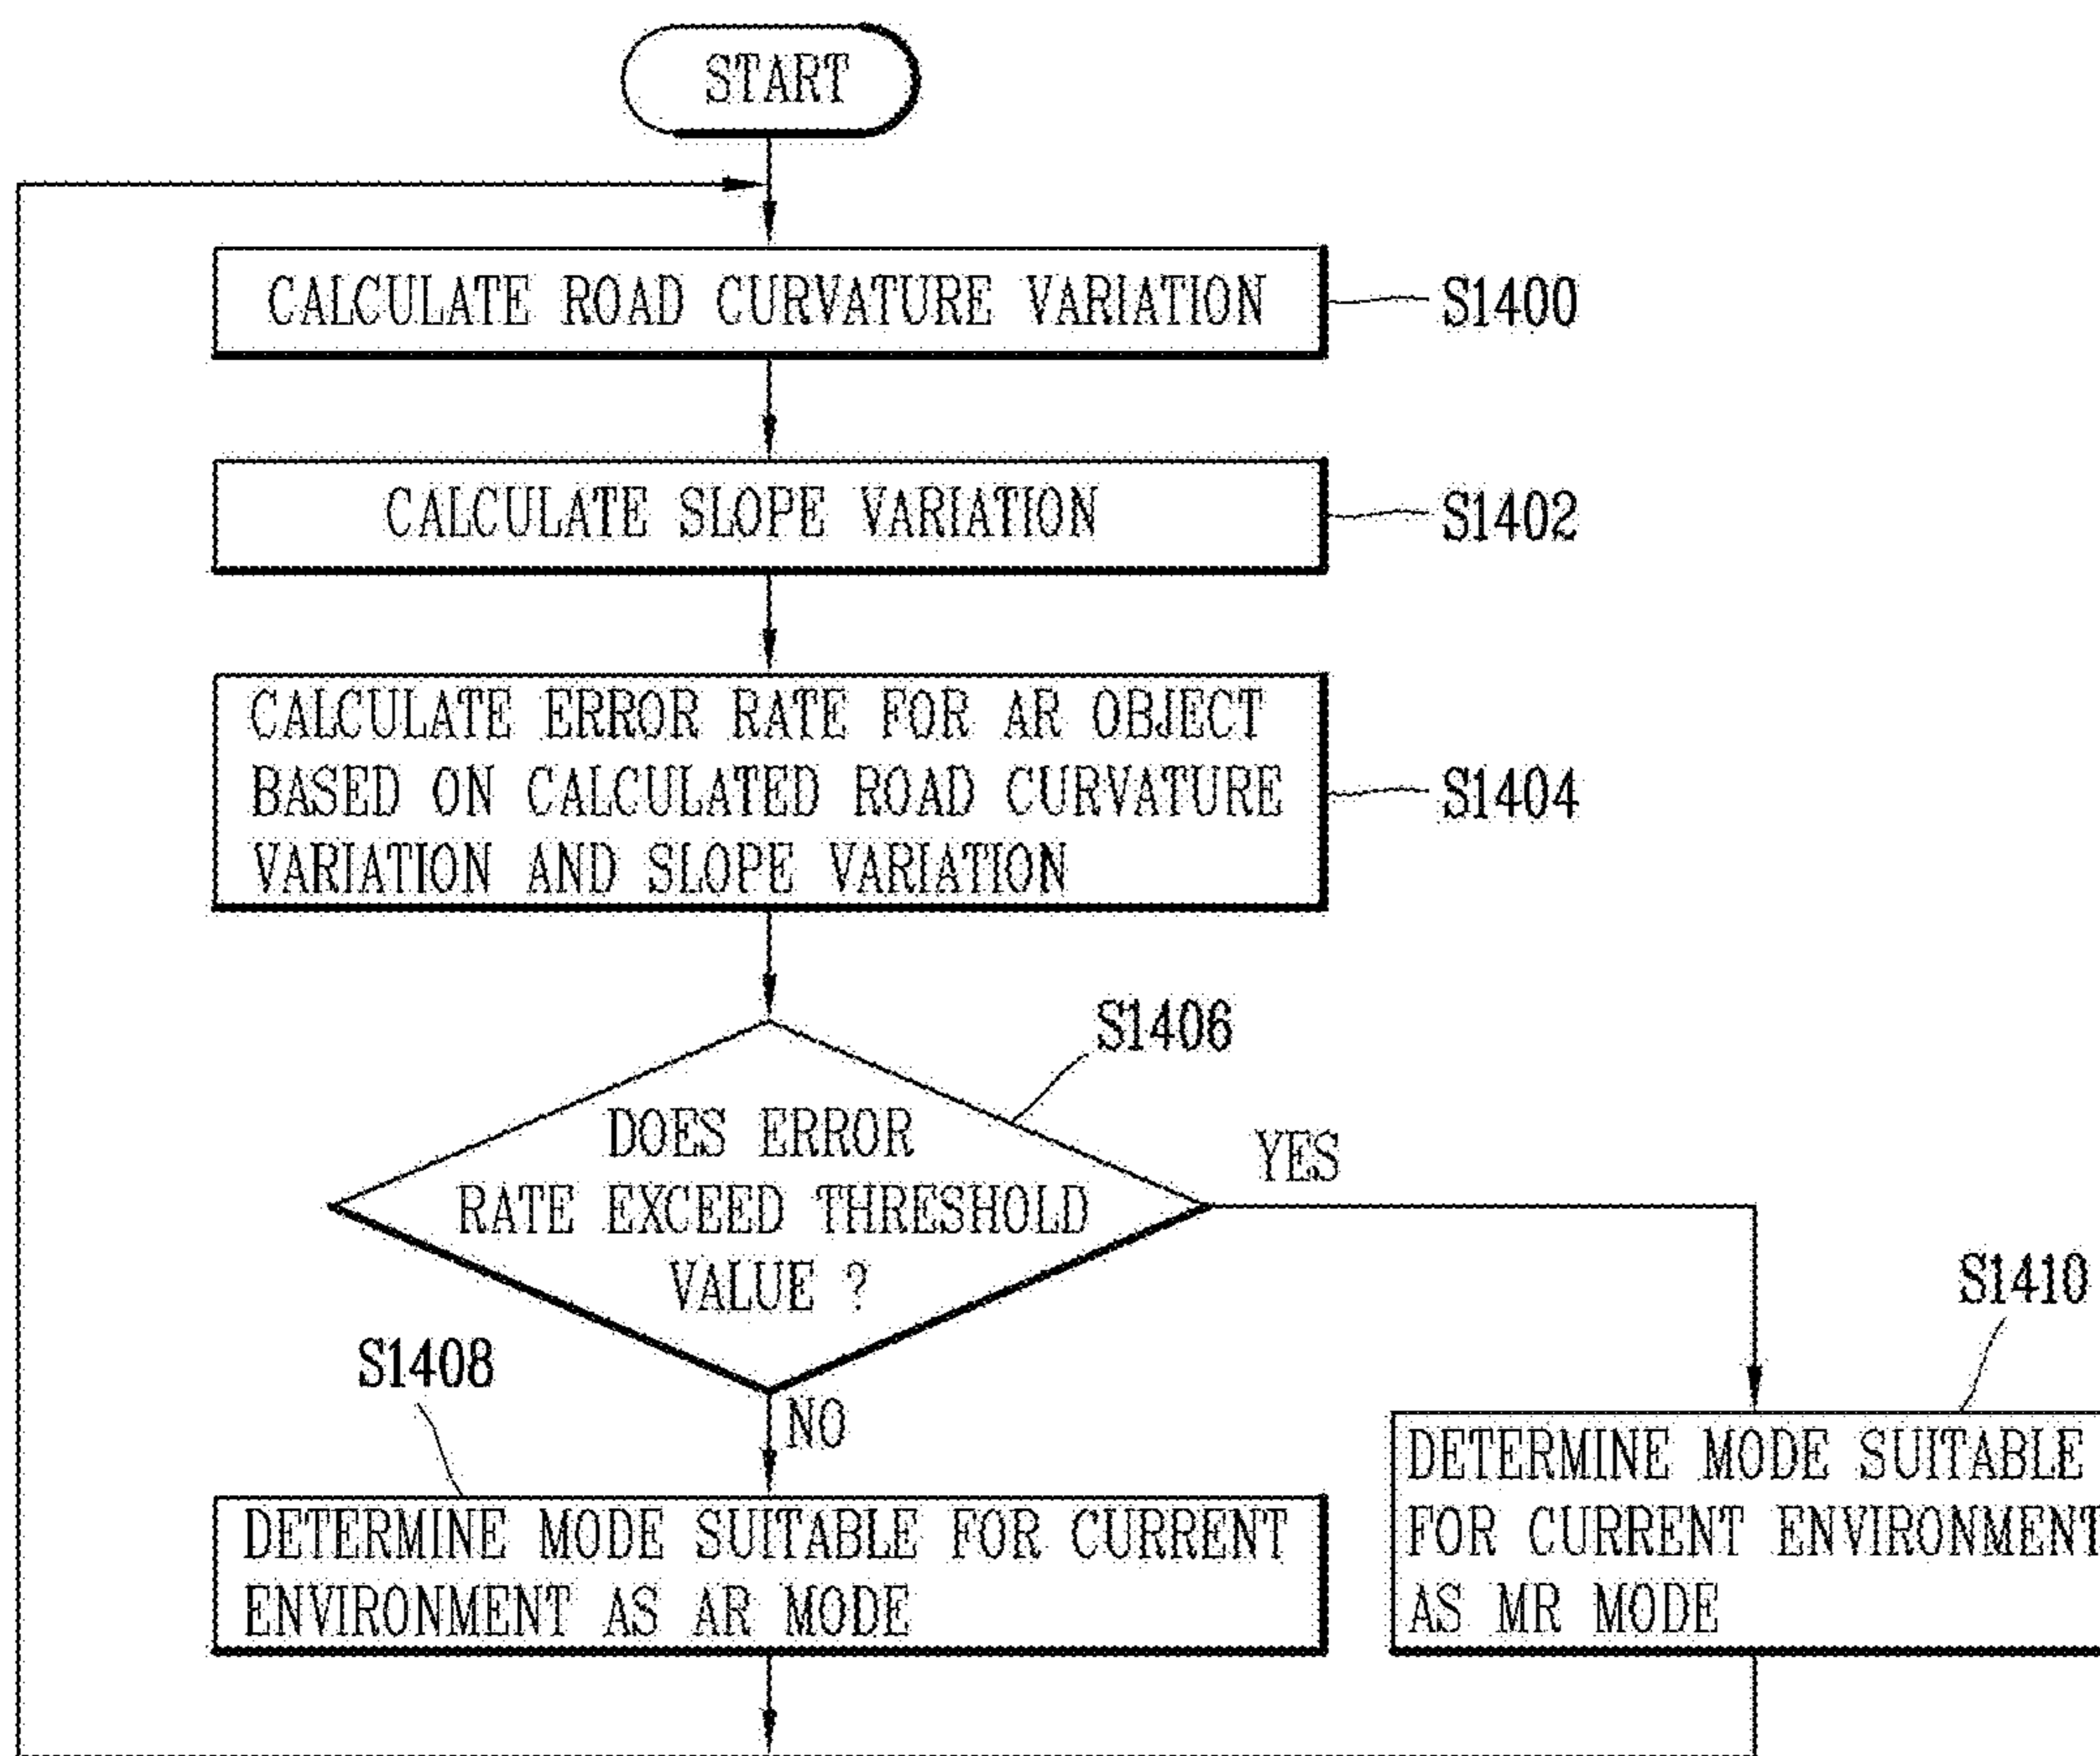 START
CALCULATE ROAD CURVATURE VARIATION
S1400
CALCULATE SLOPE VARIATION
S1402
CALCULATE ERROR RATE FOR AR OBJECT
BASED ON CALCULATED ROAD CURVATURE
VARIATION AND SLOPE VARIATION
S1404
S1406
DOES ERROR
RATE EXCEED THRESHOLD
VALUE ?
YES
NO
S1408
DETERMINE MODE SUITABLE FOR CURRENT
ENVIRONMENT AS AR MODE
S1410
DETERMINE MODE SUITABLE
FOR CURRENT ENVIRONMENT
AS MR MODE